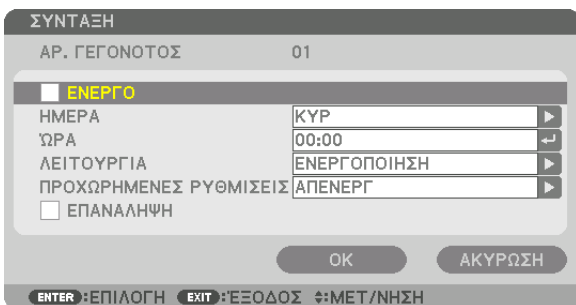 ΣΥΝΤΑΞΗ
ΑΡ. ΓΕΓΟΝΟΤΟΣ 01
ΕΝΕΡΓΟ
ΗΜΕΡΑ ΚΥΡ
ΏΡΑ 00:00
ΛΕΙΤΟΥΡΓΙΑ ΕΝΕΡΓΟΠΟΙΗΣΗ
ΠΡΟΧΩΡΗΜΕΝΕΣ ΡΥΘΜΙΣΕΙΣ ΑΠΕΝΕΡΓ
ΕΠΑΝΑΛΗΨΗ
ΟΚ ΑΚΥΡΩΣΗ
ENTER :ΕΠΙΛΟΓΗ EXIT :ΈΞΟΔΟΣ :ΜΕΤ/ΝΗΣΗ